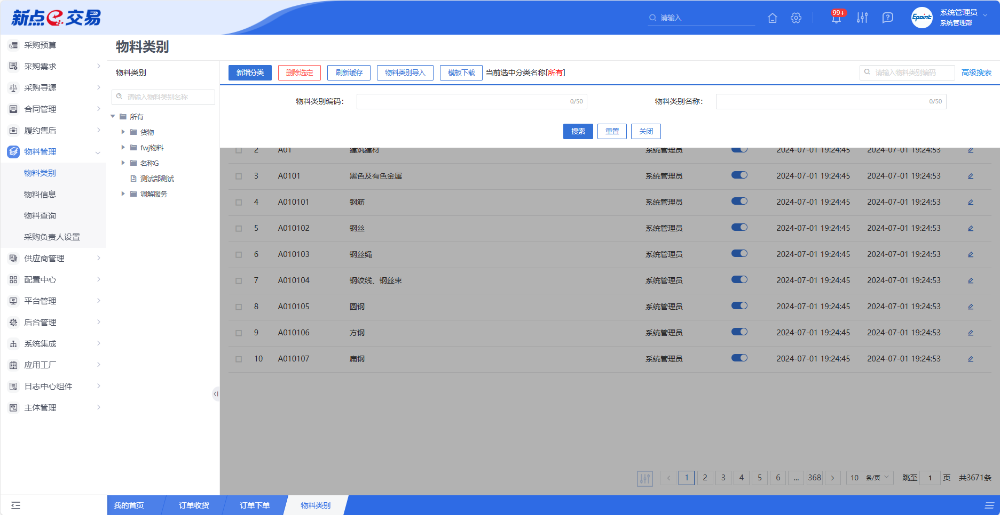 新点e交易
请输入
99+
Epoint
系统管理员
系统管理部
采购预算
采购需求
采购寻源
合同管理
履约售后
物料管理
物料类别
物料信息
物料查询
采购负责人设置
供应商管理
配置中心
平台管理
后台管理
系统集成
应用工厂
日志中心组件
主体管理
物料类别
物料类别
请输入物料类别名称
所有
货物
fwj物料
名称G
测试部测试
调解服务
新增分类 删除选定 刷新缓存 物料类别导入 模板下载 当前选中分类名称[所有]
请输入物料类别编码 高级搜索
物料类别编码： 0/50 物料类别名称： 0/50
搜索 重置 关闭
2 A01 建筑建材 系统管理员 2024-07-01 19:24:45 2024-07-01 19:24:53
3 A0101 黑色及有色金属 系统管理员 2024-07-01 19:24:45 2024-07-01 19:24:53
4 A010101 钢筋 系统管理员 2024-07-01 19:24:45 2024-07-01 19:24:53
5 A010102 钢丝 系统管理员 2024-07-01 19:24:45 2024-07-01 19:24:53
6 A010103 钢丝绳 系统管理员 2024-07-01 19:24:45 2024-07-01 19:24:53
7 A010104 钢绞线、钢丝束 系统管理员 2024-07-01 19:24:45 2024-07-01 19:24:53
8 A010105 圆钢 系统管理员 2024-07-01 19:24:45 2024-07-01 19:24:53
9 A010106 方钢 系统管理员 2024-07-01 19:24:45 2024-07-01 19:24:53
10 A010107 扁钢 系统管理员 2024-07-01 19:24:45 2024-07-01 19:24:53
1 2 3 4 5 6 ... 368 10 条/页 跳至 1 页 共3671条
我的首页 订单收货 订单下单 物料类别